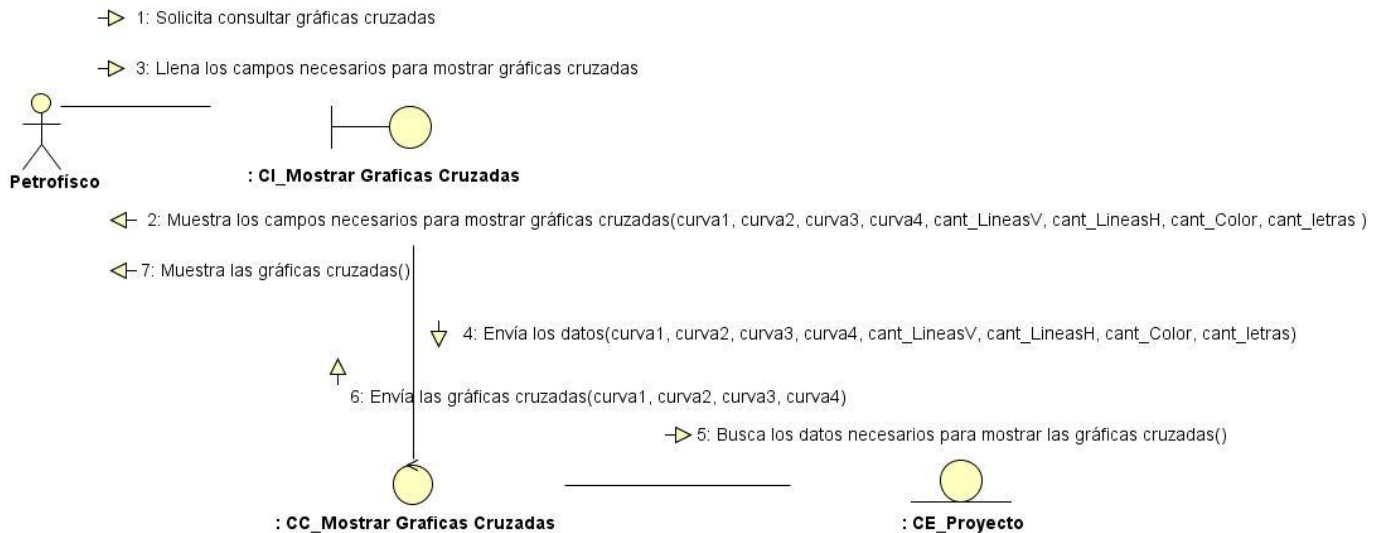 1: Solicita consultar gráficas cruzadas
3: Llena los campos necesarios para mostrar gráficas cruzadas
Petrofísco
: CI_Mostrar Graficas Cruzadas
2: Muestra los campos necesarios para mostrar gráficas cruzadas(curva1, curva2, curva3, curva4, cant_LineasV, cant_LineasH, cant_Color, cant_letras )
7: Muestra las gráficas cruzadas()
4: Envía los datos(curva1, curva2, curva3, curva4, cant_LineasV, cant_LineasH, cant_Color, cant_letras)
6: Envía las gráficas cruzadas(curva1, curva2, curva3, curva4)
5: Busca los datos necesarios para mostrar las gráficas cruzadas()
: CC_Mostrar Graficas Cruzadas
: CE_Proyecto